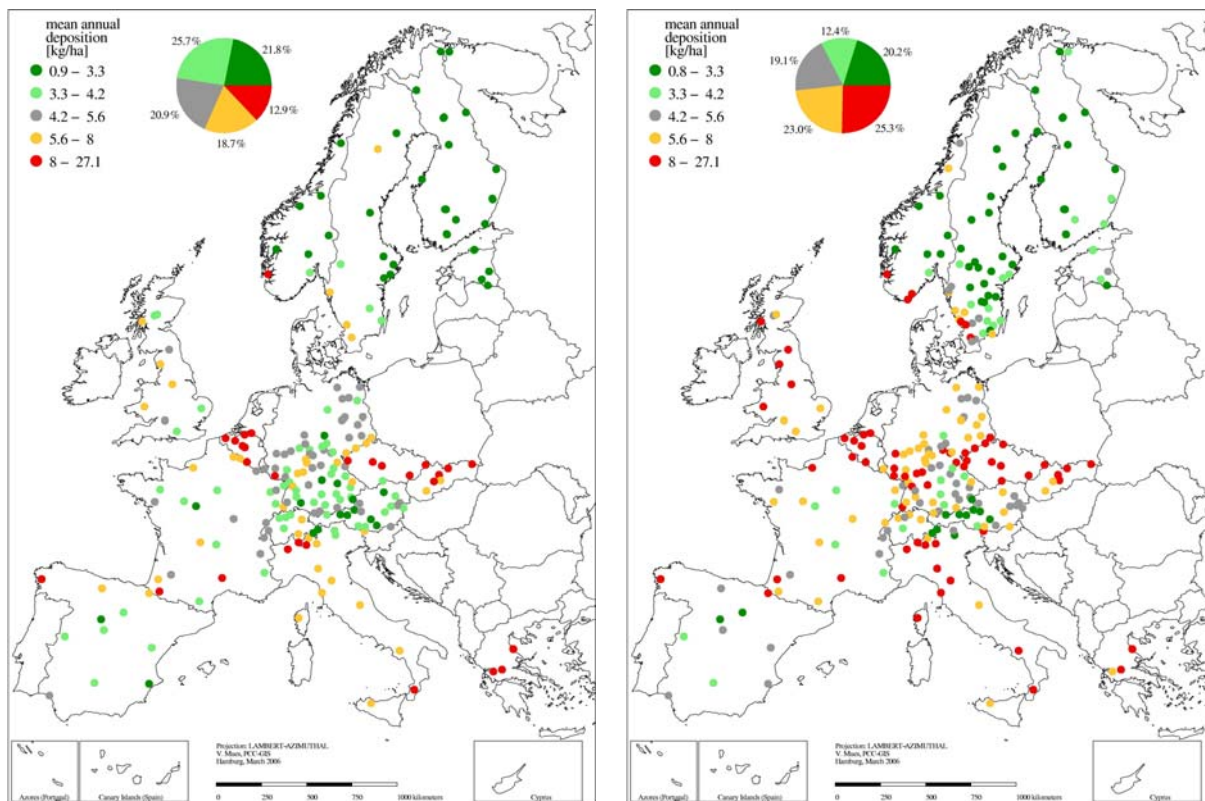 mean annual
deposition
[kg/ha]
0.9 – 3.3
3.3 – 4.2
4.2 – 5.6
5.6 – 8
8 – 27.1
25.7%
21.8%
20.9%
12.9%
18.7%
Projection: LAMBERT-AZIMUTHAL
V. Mues, PCC-GIS
Hamburg, March 2006
0
250
500
750
1000 kilometers
Azores (Portugal)
Canary Islands (Spain)
Cyprus
mean annual
deposition
[kg/ha]
0.8 – 3.3
3.3 – 4.2
4.2 – 5.6
5.6 – 8
8 – 27.1
12.4%
20.2%
19.1%
23.0%
25.3%
Projection: LAMBERT-AZIMUTHAL
V. Mues, PCC-GIS
Hamburg, March 2006
0
250
500
750
1000 kilometers
Azores (Portugal)
Canary Islands (Spain)
Cyprus